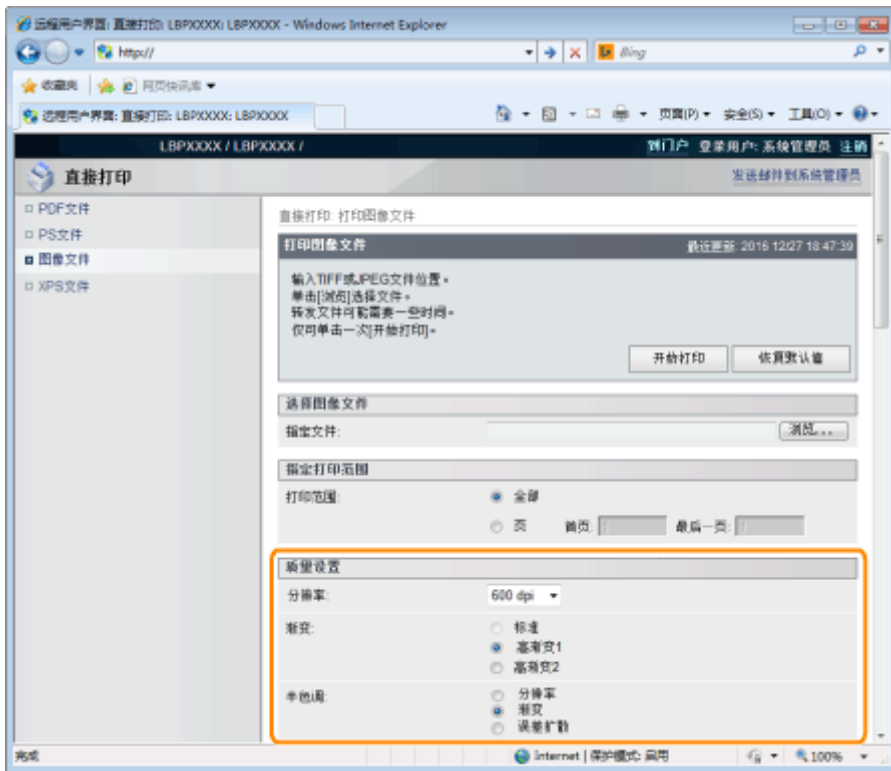 远程用户界面: 直接打印: LBPXXXX: LBPXXXX - Windows Internet Explorer
http:// Bing
收藏夹 网页快讯库
远程用户界面: 直接打印: LBPXXXX: LBPXXXX 页面(P) 安全(S) 工具(O)
LBPXXXX / LBPXXXX / 到门户 登录用户: 系统管理员 注销
直接打印 发送邮件到系统管理员
PDF文件
PS文件
图像文件
XPS文件
直接打印: 打印图像文件
打印图像文件 最近更新: 2016 12/27 18:47:39
输入TIFF或JPEG文件位置。
单击[浏览]选择文件。
转发文件可能需要一些时间。
仅可单击一次[开始打印]。
开始打印 恢复默认值
选择图像文件
指定文件: 浏览...
指定打印范围
打印范围: 全部
页 首页: 1 最后一页: 1
质量设置
分辨率: 600 dpi
渐变: 标准
高渐变1
高渐变2
半色调: 分辨率
渐变
误差扩散
完成 Internet | 保护模式: 启用 100%